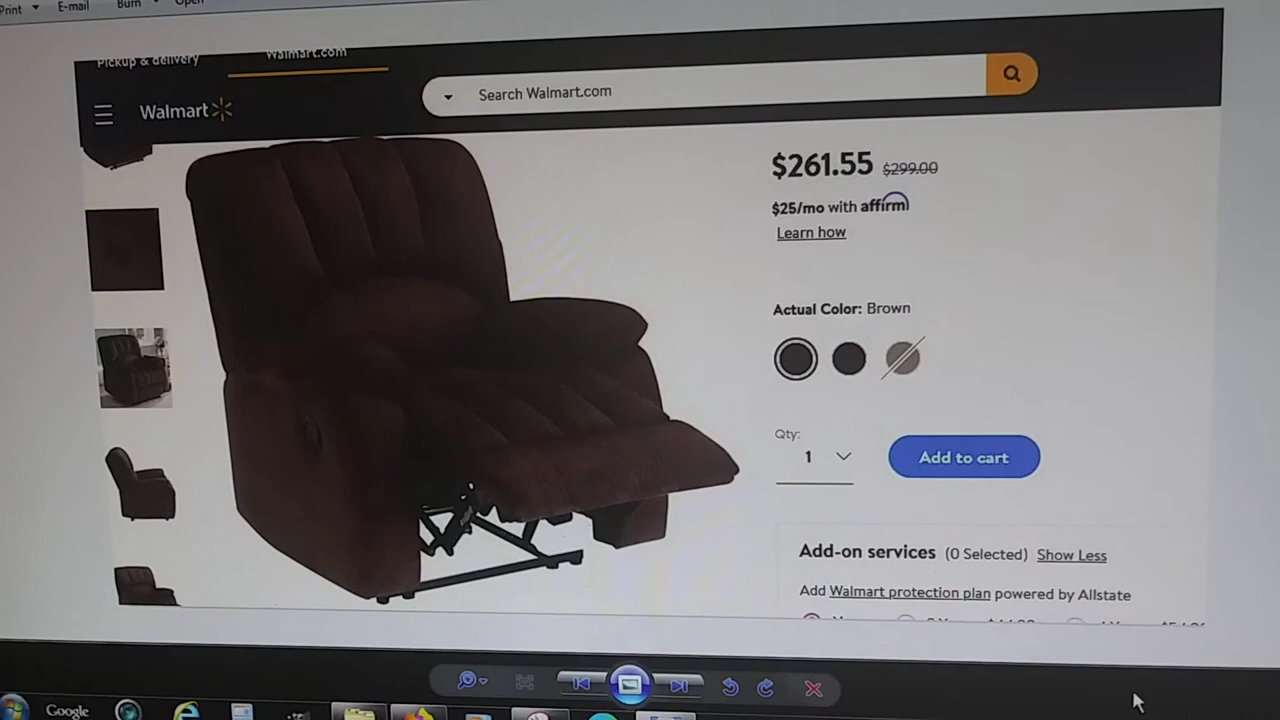 Print E-mail Burn Open
Pickup & delivery Walmart.com
Walmart
Search Walmart.com
$261.55 $299.00
$25/mo with affirm
Learn how
Actual Color: Brown
Qty:
1
Add to cart
Add-on services (0 Selected) Show Less
Add Walmart protection plan powered by Allstate
Google